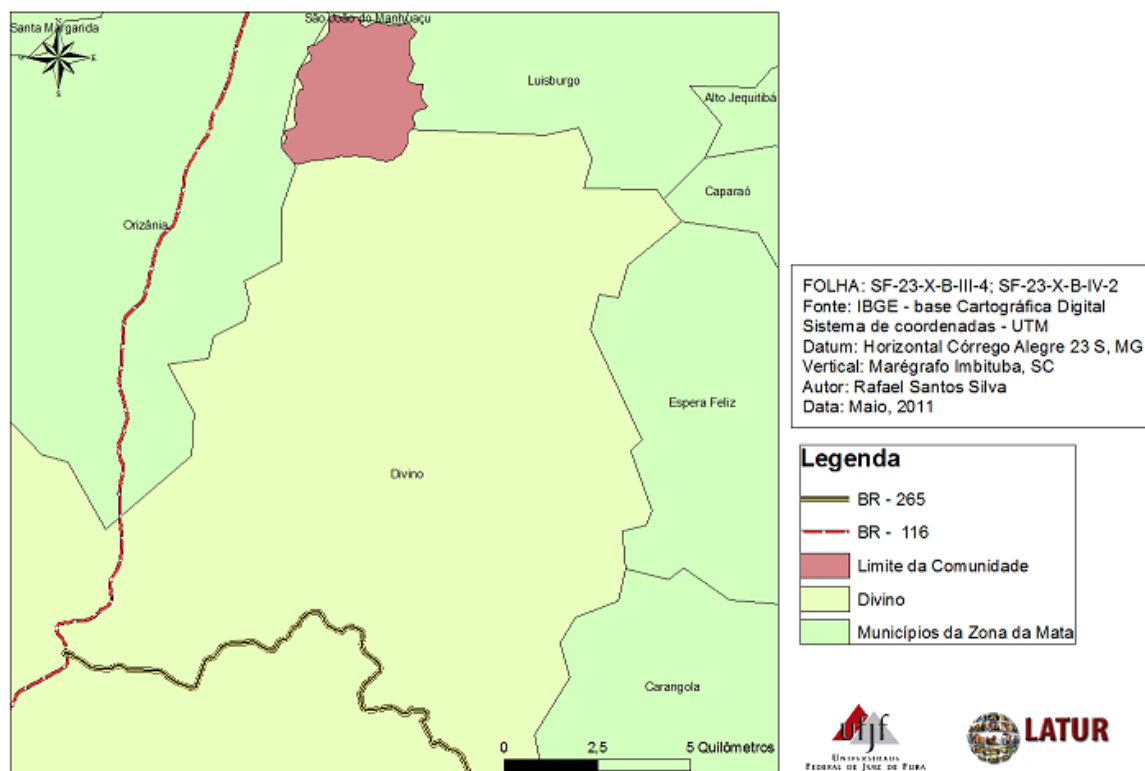 São João do Manhuaçu
Santa Margarida
N
E
S
Luisburgo
Alto Jequitibá
Caparaó
Orizânia
Espera Feliz
Divino
Carangola
0 2,5 5 Quilômetros
FOLHA: SF-23-X-B-III-4; SF-23-X-B-IV-2
Fonte: IBGE - base Cartográfica Digital
Sistema de coordenadas - UTM
Datum: Horizontal Córrego Alegre 23 S, MG
Vertical: Marégrafo Imbituba, SC
Autor: Rafael Santos Silva
Data: Maio, 2011
Legenda
BR - 265
BR - 116
Limite da Comunidade
Divino
Municípios da Zona da Mata
ufjf
UNIVERSIDADE
FEDERAL DE JUIZ DE FORA
LATUR